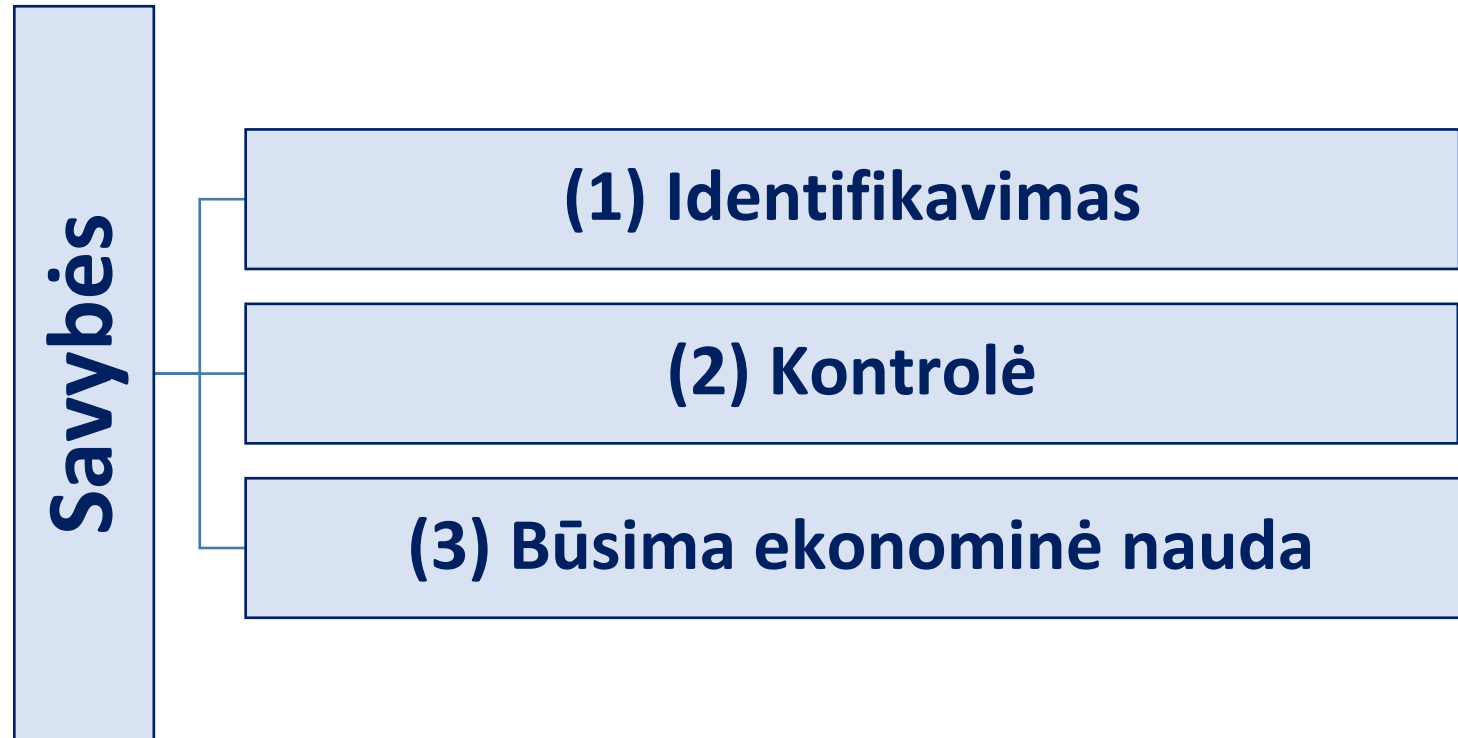 Savybės
(1) Identifikavimas
(2) Kontrolė
(3) Būsima ekonominė nauda